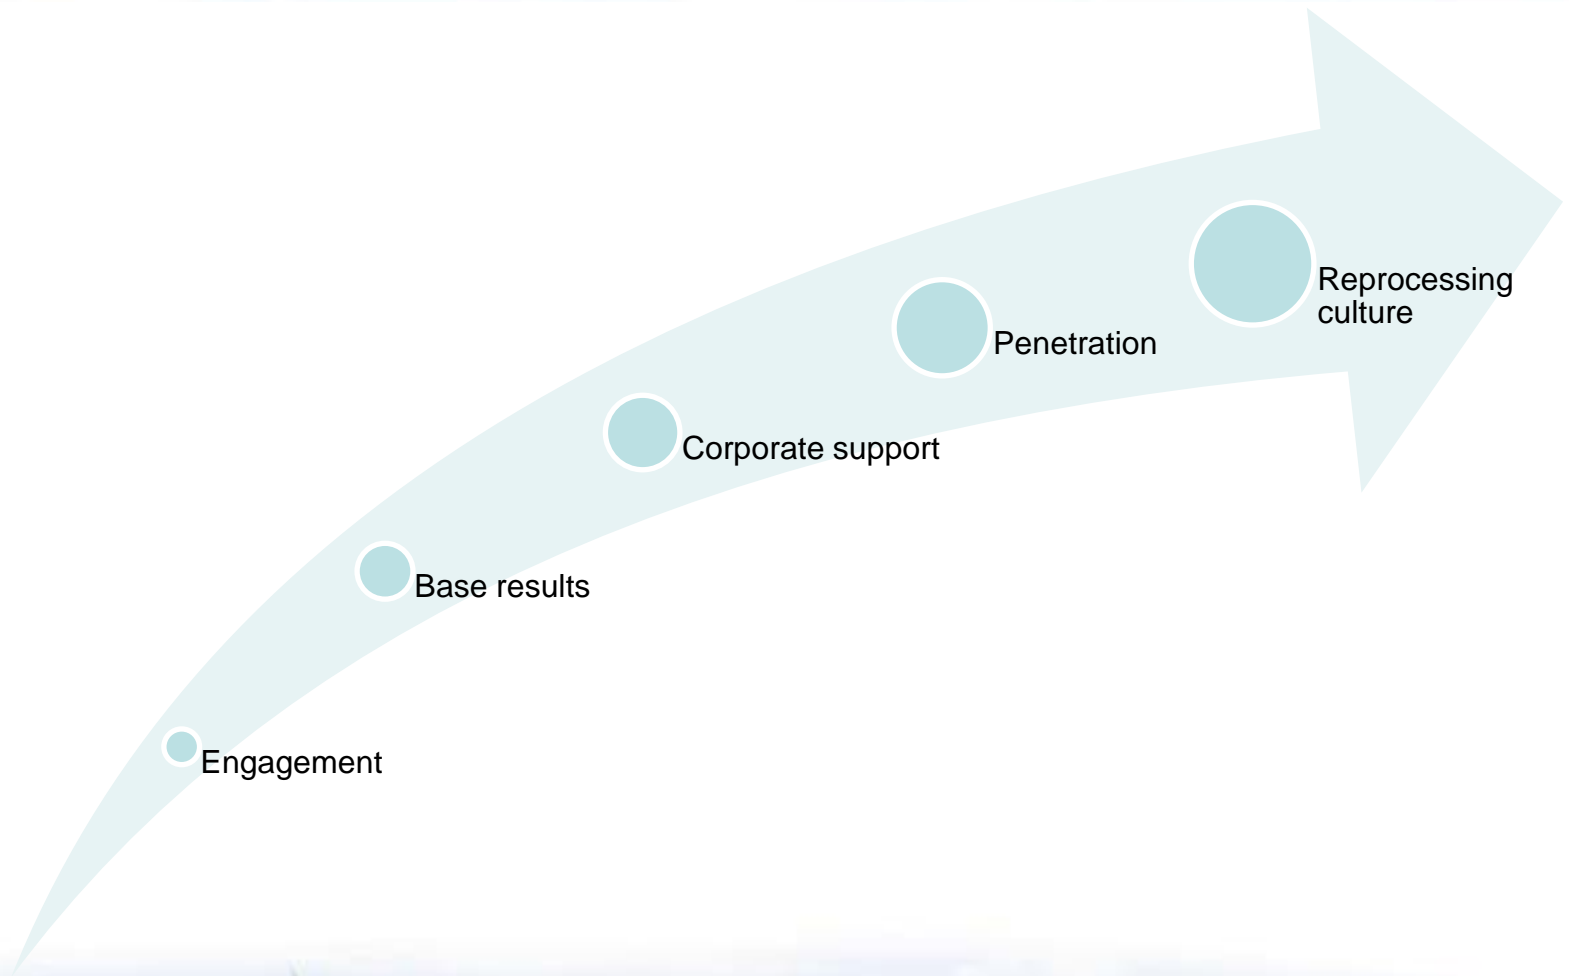 Reprocessing
culture
Penetration
Corporate support
Base results
Engagement